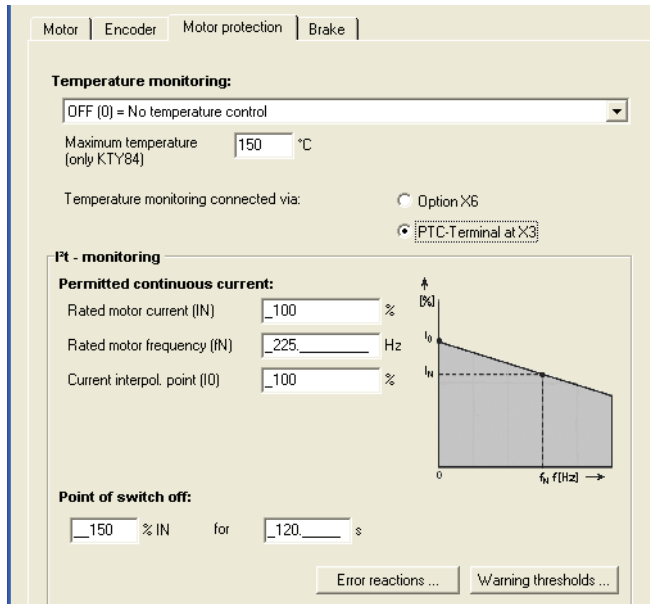 Motor Encoder Motor protection Brake
Temperature monitoring:
OFF (0) = No temperature control
Maximum temperature 150 °C
(only KTY84)
Temperature monitoring connected via: Option X6
PTC-Terminal at X3
I²t - monitoring
Permitted continuous current:
Rated motor current (IN) _100 %
Rated motor frequency (fN) _225.________ Hz
Current interpol. point (I0) _100 %
[%]
I0
IN
0 fN f[Hz]
Point of switch off:
__150 % IN for _120._____ s
Error reactions ... Warning thresholds ...